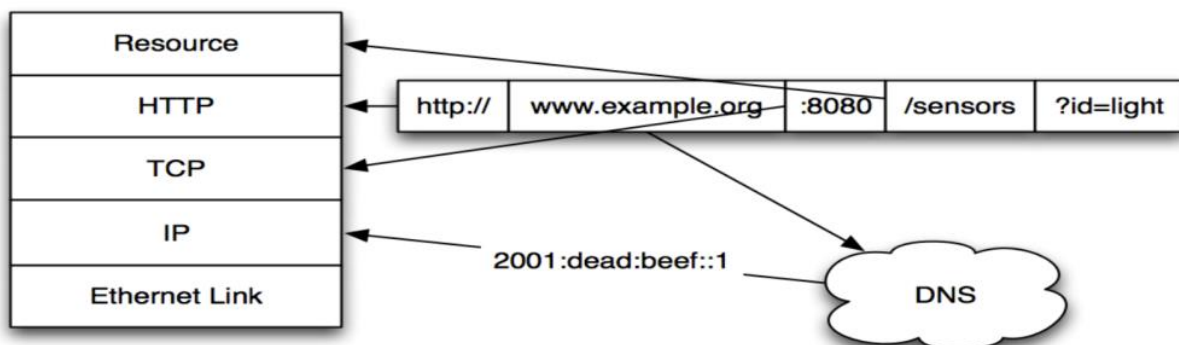 Resource
HTTP
TCP
IP
Ethernet Link
http:// www.example.org :8080 /sensors ?id=light
2001:dead:beef::1
DNS